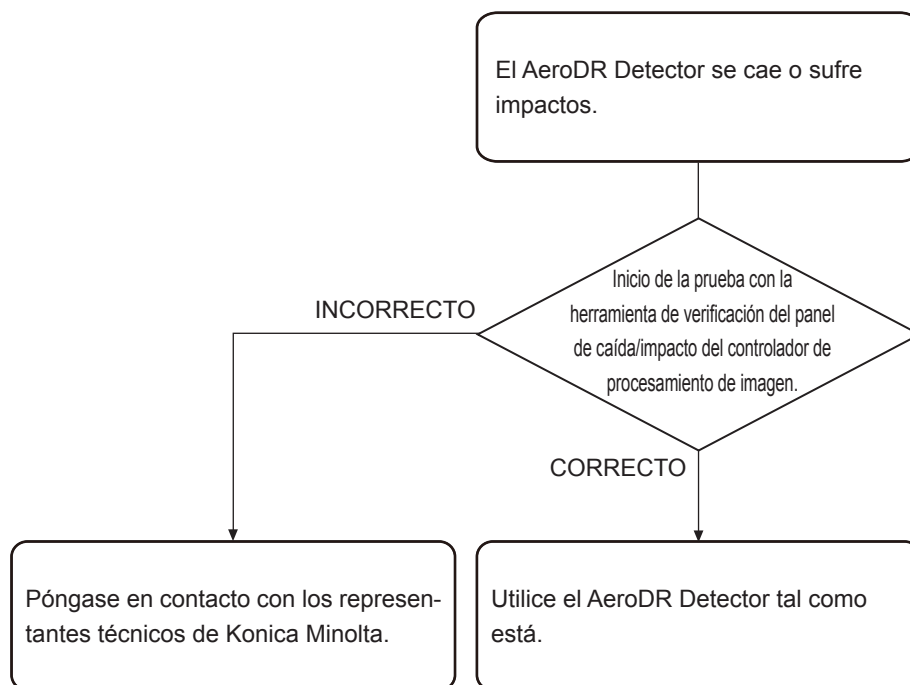 El AeroDR Detector se cae o sufre
impactos.
Inicio de la prueba con la
herramienta de verificación del panel
de caída/impacto del controlador de
procesamiento de imagen.
INCORRECTO
CORRECTO
Póngase en contacto con los represen-
tantes técnicos de Konica Minolta.
Utilice el AeroDR Detector tal como
está.